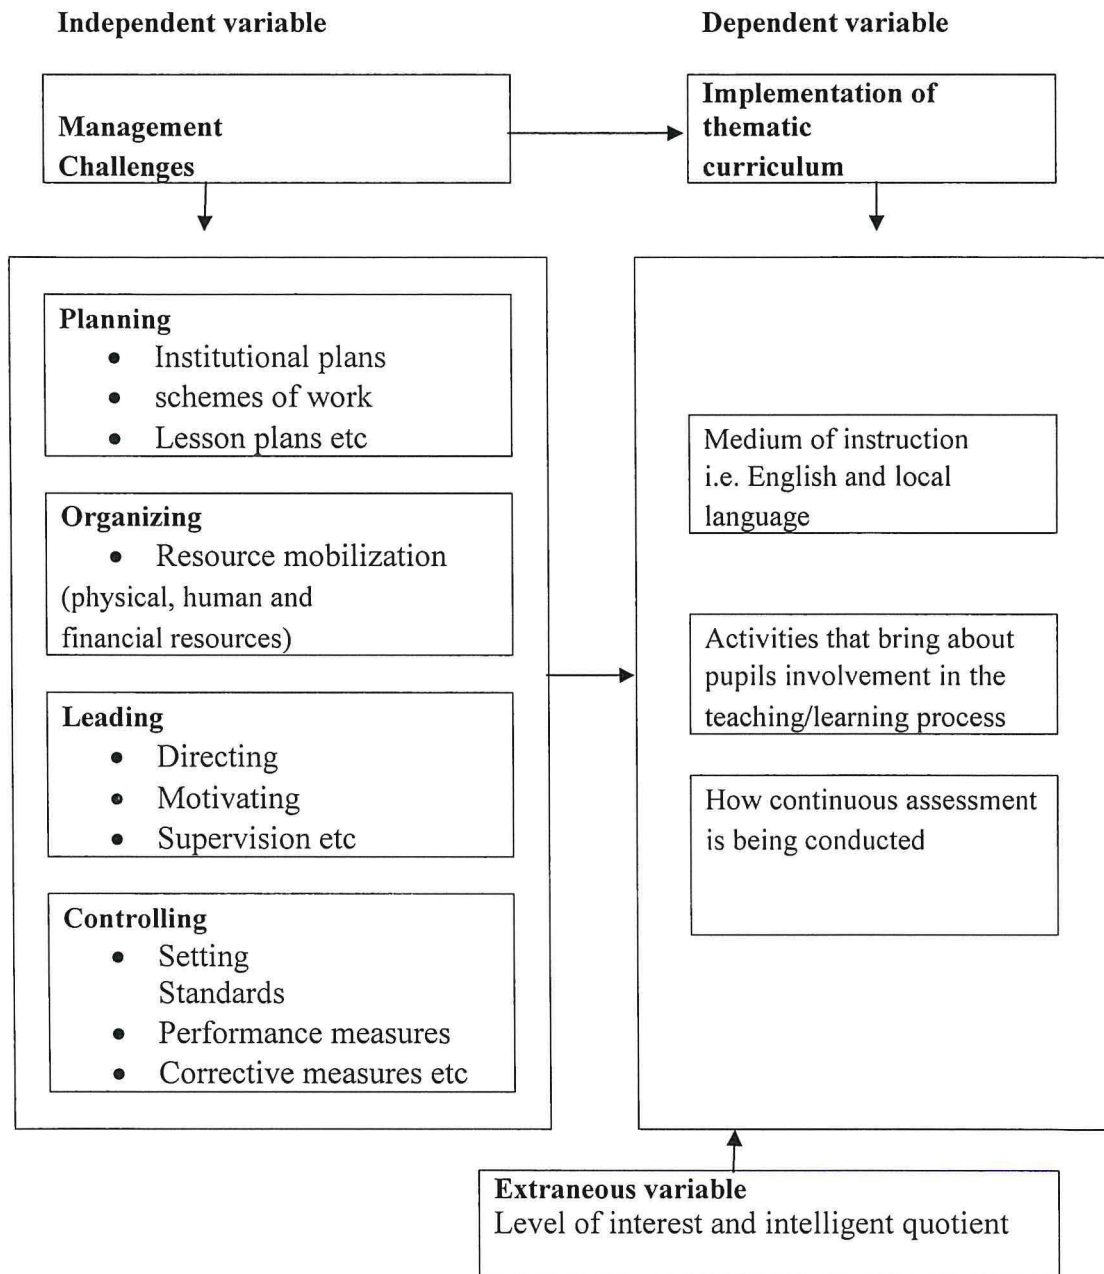 Independent variable
Dependent variable
Management
Challenges
Implementation of
thematic
curriculum
Planning
• Institutional plans
• schemes of work
• Lesson plans etc
Organizing
• Resource mobilization
(physical, human and
financial resources)
Leading
• Directing
• Motivating
• Supervision etc
Controlling
• Setting
Standards
• Performance measures
• Corrective measures etc
Medium of instruction
i.e. English and local
language
Activities that bring about
pupils involvement in the
teaching/learning process
How continuous assessment
is being conducted
Extraneous variable
Level of interest and intelligent quotient